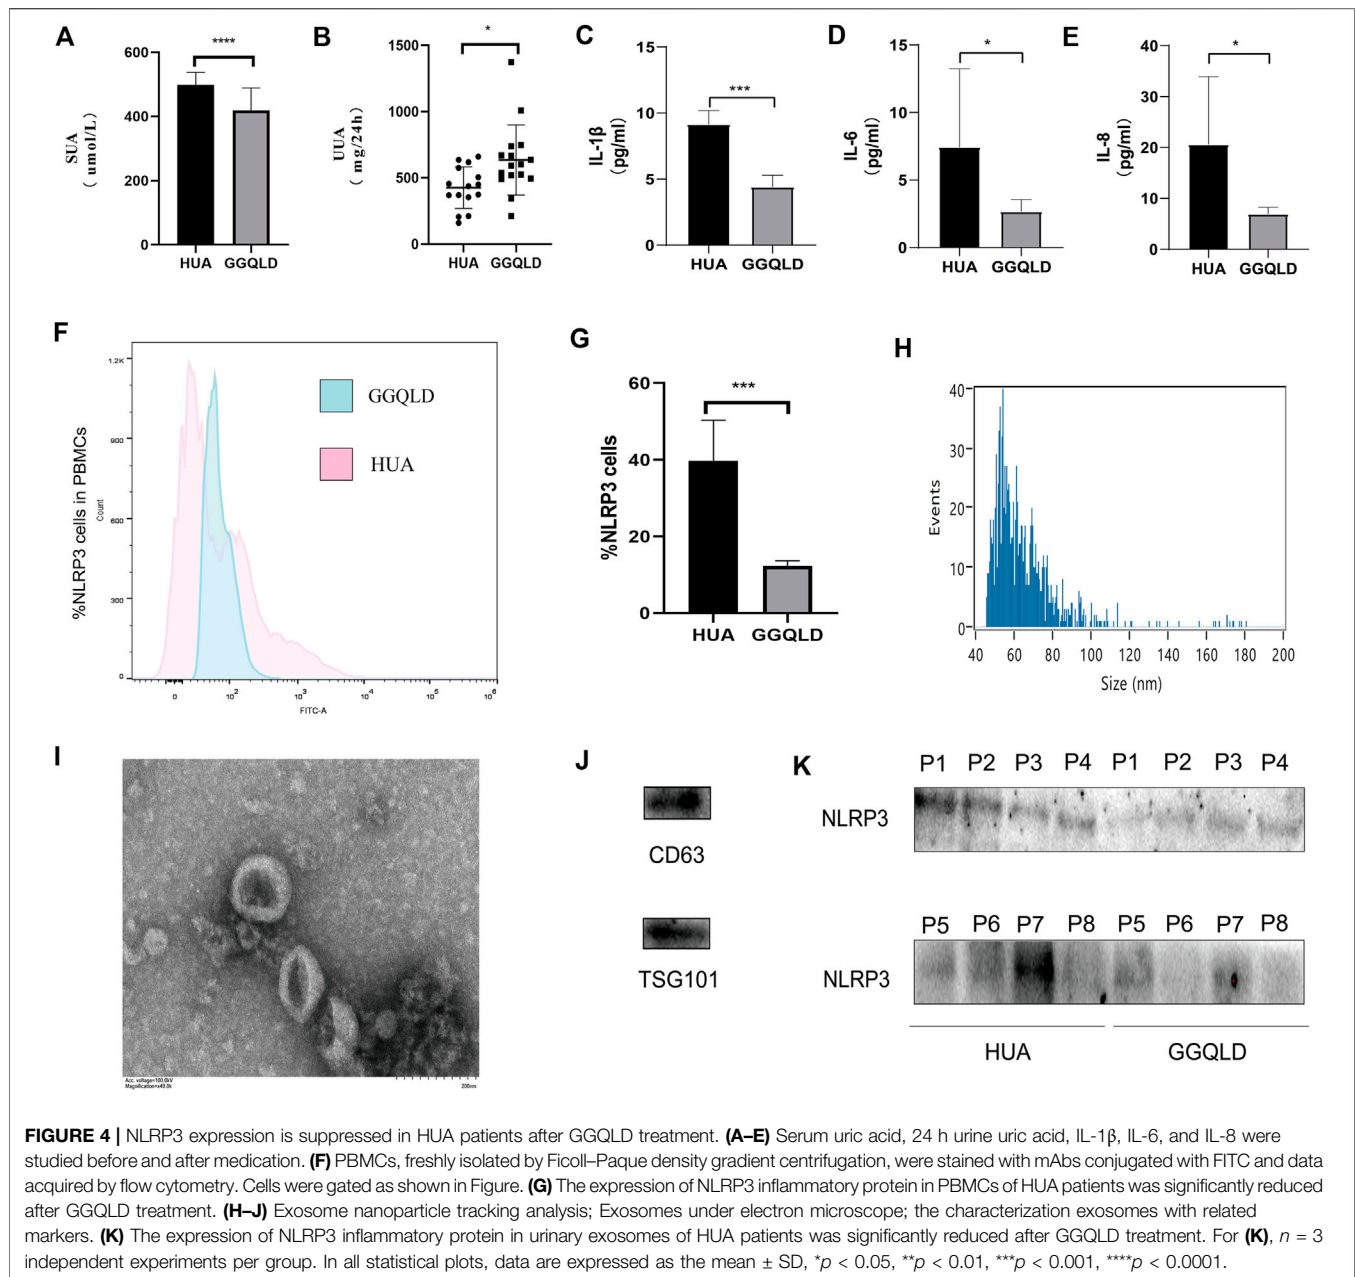 A
****
600
400
200
0
SUA
( umol/L )
HUA GGQLD
B
*
1500
1000
500
0
UUA
( mg/24h )
HUA GGQLD
C
***
15
10
5
0
IL-1β
(pg/ml)
HUA GGQLD
D
*
15
10
5
0
IL-6
(pg/ml)
HUA GGQLD
E
*
40
30
20
10
0
IL-8
(pg/ml)
HUA GGQLD
F
%NLRP3 cells in PBMCs
Count
1.2K
900
600
300
0
0 10² 10³ 10⁴ 10⁵ 10⁶
FITC-A
GGQLD
HUA
G
***
60
40
20
0
%NLRP3 cells
HUA GGQLD
H
40
30
20
10
0
Events
40 60 80 100 120 140 160 180 200
Size (nm)
I
Acc. voltage=100.0kV
Magnification=x40.0k
200nm
J
CD63
TSG101
K
P1 P2 P3 P4 P1 P2 P3 P4
NLRP3
P5 P6 P7 P8 P5 P6 P7 P8
NLRP3
HUA GGQLD
FIGURE 4 | NLRP3 expression is suppressed in HUA patients after GGQLD treatment. (A–E) Serum uric acid, 24 h urine uric acid, IL-1β, IL-6, and IL-8 were
studied before and after medication. (F) PBMCs, freshly isolated by Ficoll–Paque density gradient centrifugation, were stained with mAbs conjugated with FITC and data
acquired by flow cytometry. Cells were gated as shown in Figure. (G) The expression of NLRP3 inflammatory protein in PBMCs of HUA patients was significantly reduced
after GGQLD treatment. (H–J) Exosome nanoparticle tracking analysis; Exosomes under electron microscope; the characterization exosomes with related
markers. (K) The expression of NLRP3 inflammatory protein in urinary exosomes of HUA patients was significantly reduced after GGQLD treatment. For (K), n = 3
independent experiments per group. In all statistical plots, data are expressed as the mean ± SD, *p < 0.05, **p < 0.01, ***p < 0.001, ****p < 0.0001.